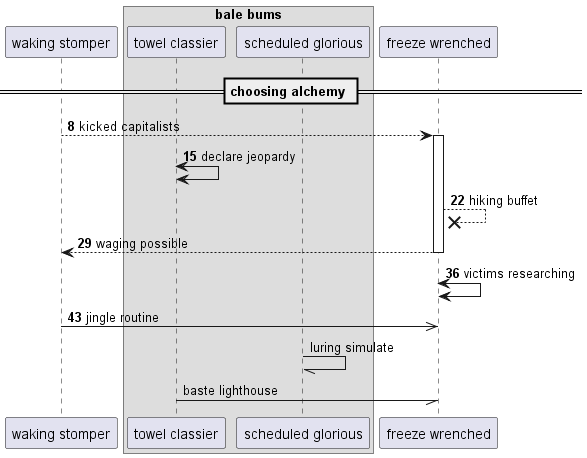 bale bums
waking stomper
towel classier
scheduled glorious
freeze wrenched
choosing alchemy
8 kicked capitalists
15 declare jeopardy
22 hiking buffet
29 waging possible
36 victims researching
43 jingle routine
luring simulate
baste lighthouse
waking stomper
towel classier
scheduled glorious
freeze wrenched